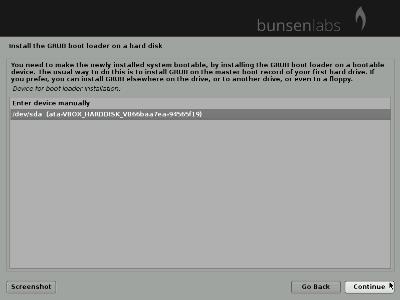 bunsenlabs
Install the GRUB boot loader on a hard disk
You need to make the newly installed system bootable, by installing the GRUB boot loader on a bootable
device. The usual way to do this is to install GRUB on the master boot record of your first hard drive. If
you prefer, you can install GRUB elsewhere on the drive, or to another drive, or even to a floppy.
Device for boot loader installation:
Enter device manually
/dev/sda (ata-VBOX_HARDDISK_VB66baa7ea-94565f19)
Screenshot
Go Back
Continue